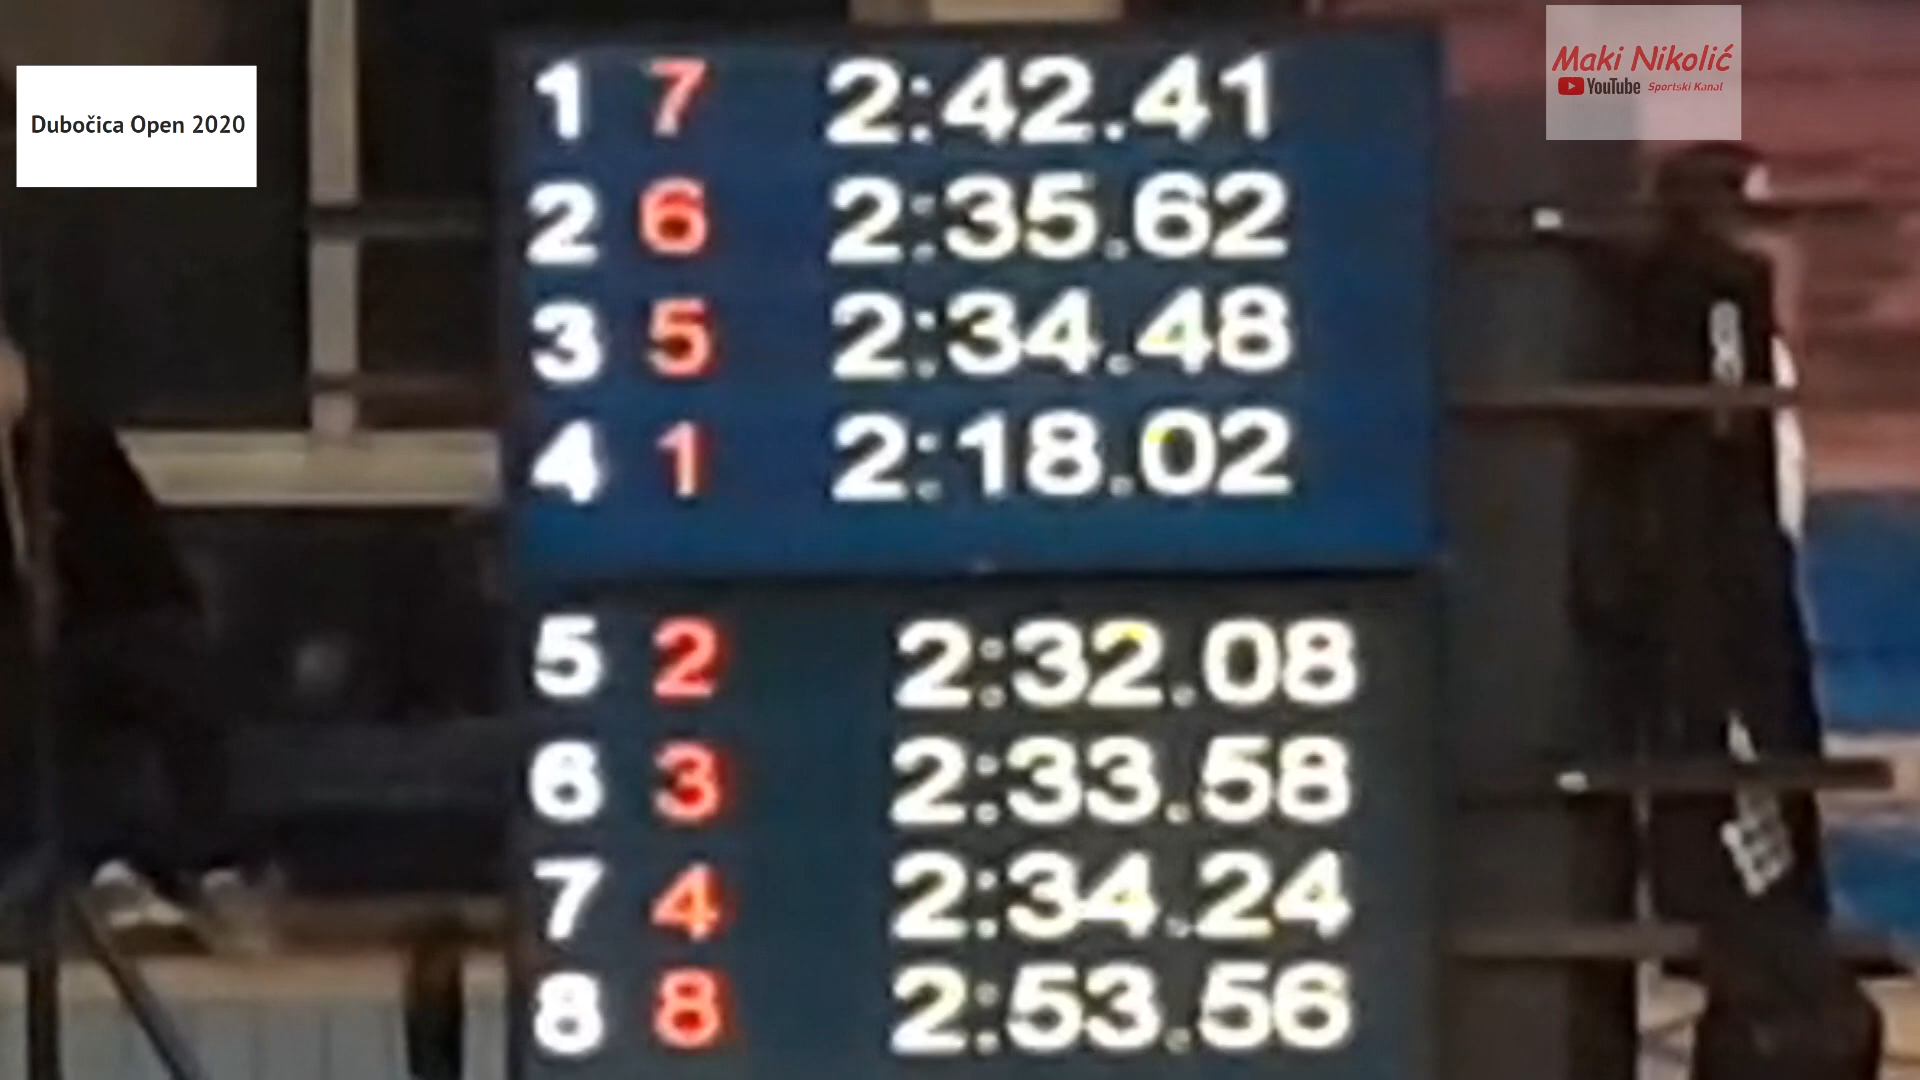 Dubočica Open 2020
Maki Nikolić
YouTube Sportski Kanal
1 7 2:42.41
2 6 2:35.62
3 5 2:34.48
4 1 2:18.02
5 2 2:32.08
6 3 2:33.58
7 4 2:34.24
8 8 2:53.56